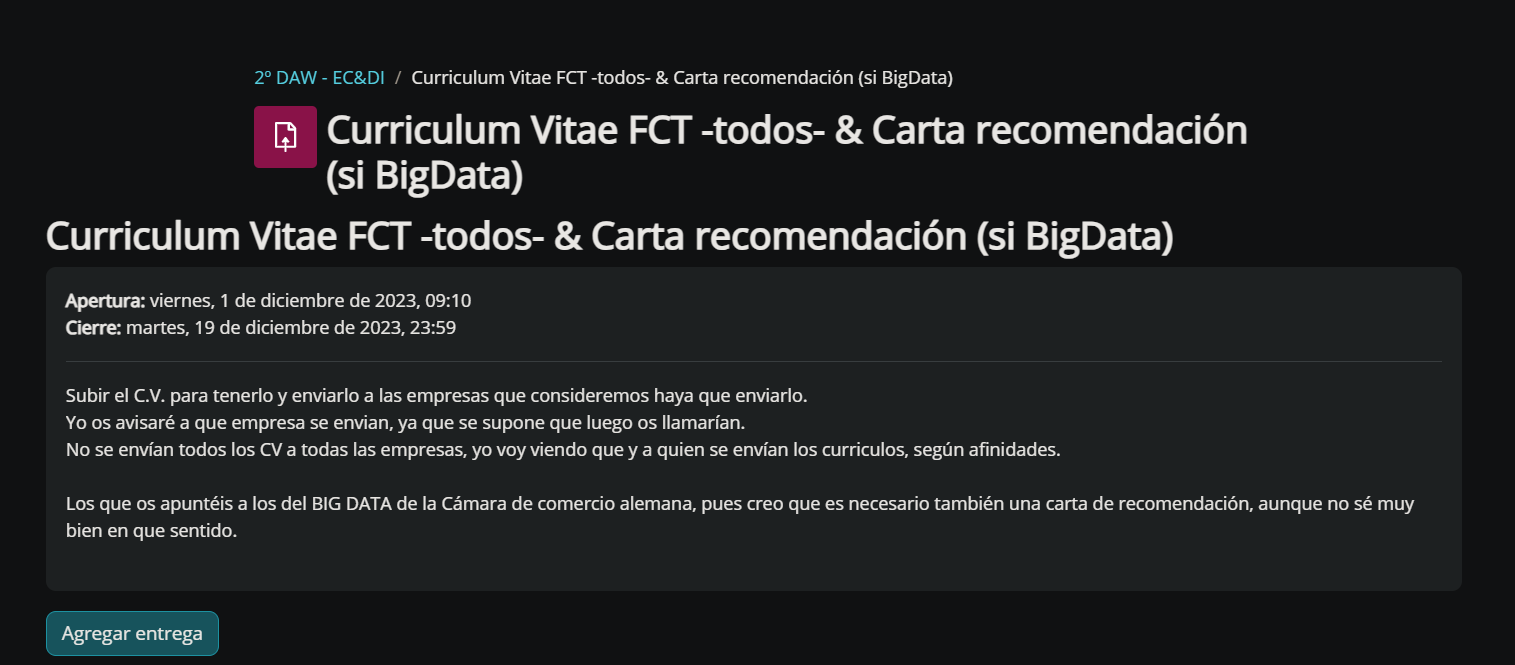 2º DAW - EC&DI / Curriculum Vitae FCT -todos- & Carta recomendación (si BigData)
Curriculum Vitae FCT -todos- & Carta recomendación
(si BigData)
Curriculum Vitae FCT -todos- & Carta recomendación (si BigData)
Apertura: viernes, 1 de diciembre de 2023, 09:10
Cierre: martes, 19 de diciembre de 2023, 23:59
Subir el C.V. para tenerlo y enviarlo a las empresas que consideremos haya que enviarlo.
Yo os avisaré a que empresa se envian, ya que se supone que luego os llamarían.
No se envían todos los CV a todas las empresas, yo voy viendo que y a quien se envían los curriculos, según afinidades.
Los que os apuntéis a los del BIG DATA de la Cámara de comercio alemana, pues creo que es necesario también una carta de recomendación, aunque no sé muy
bien en que sentido.
Agregar entrega